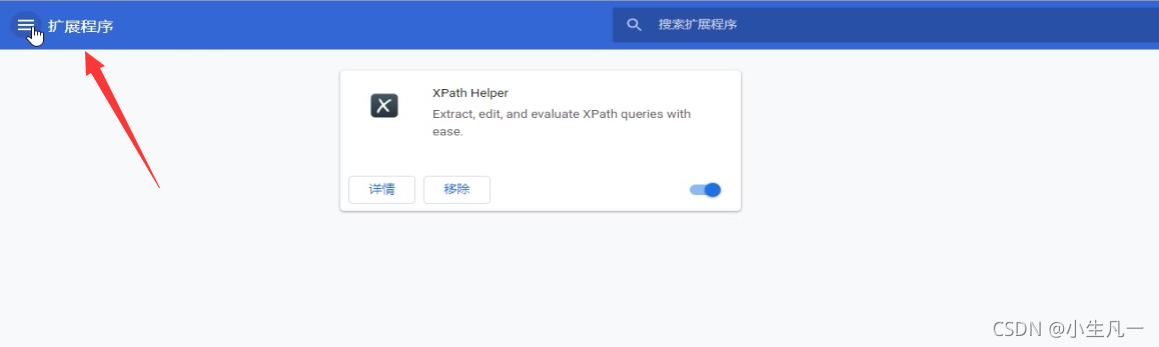 扩展程序
搜索扩展程序
XPath Helper
Extract, edit, and evaluate XPath queries with
ease.
详情
移除
CSDN @小生凡一